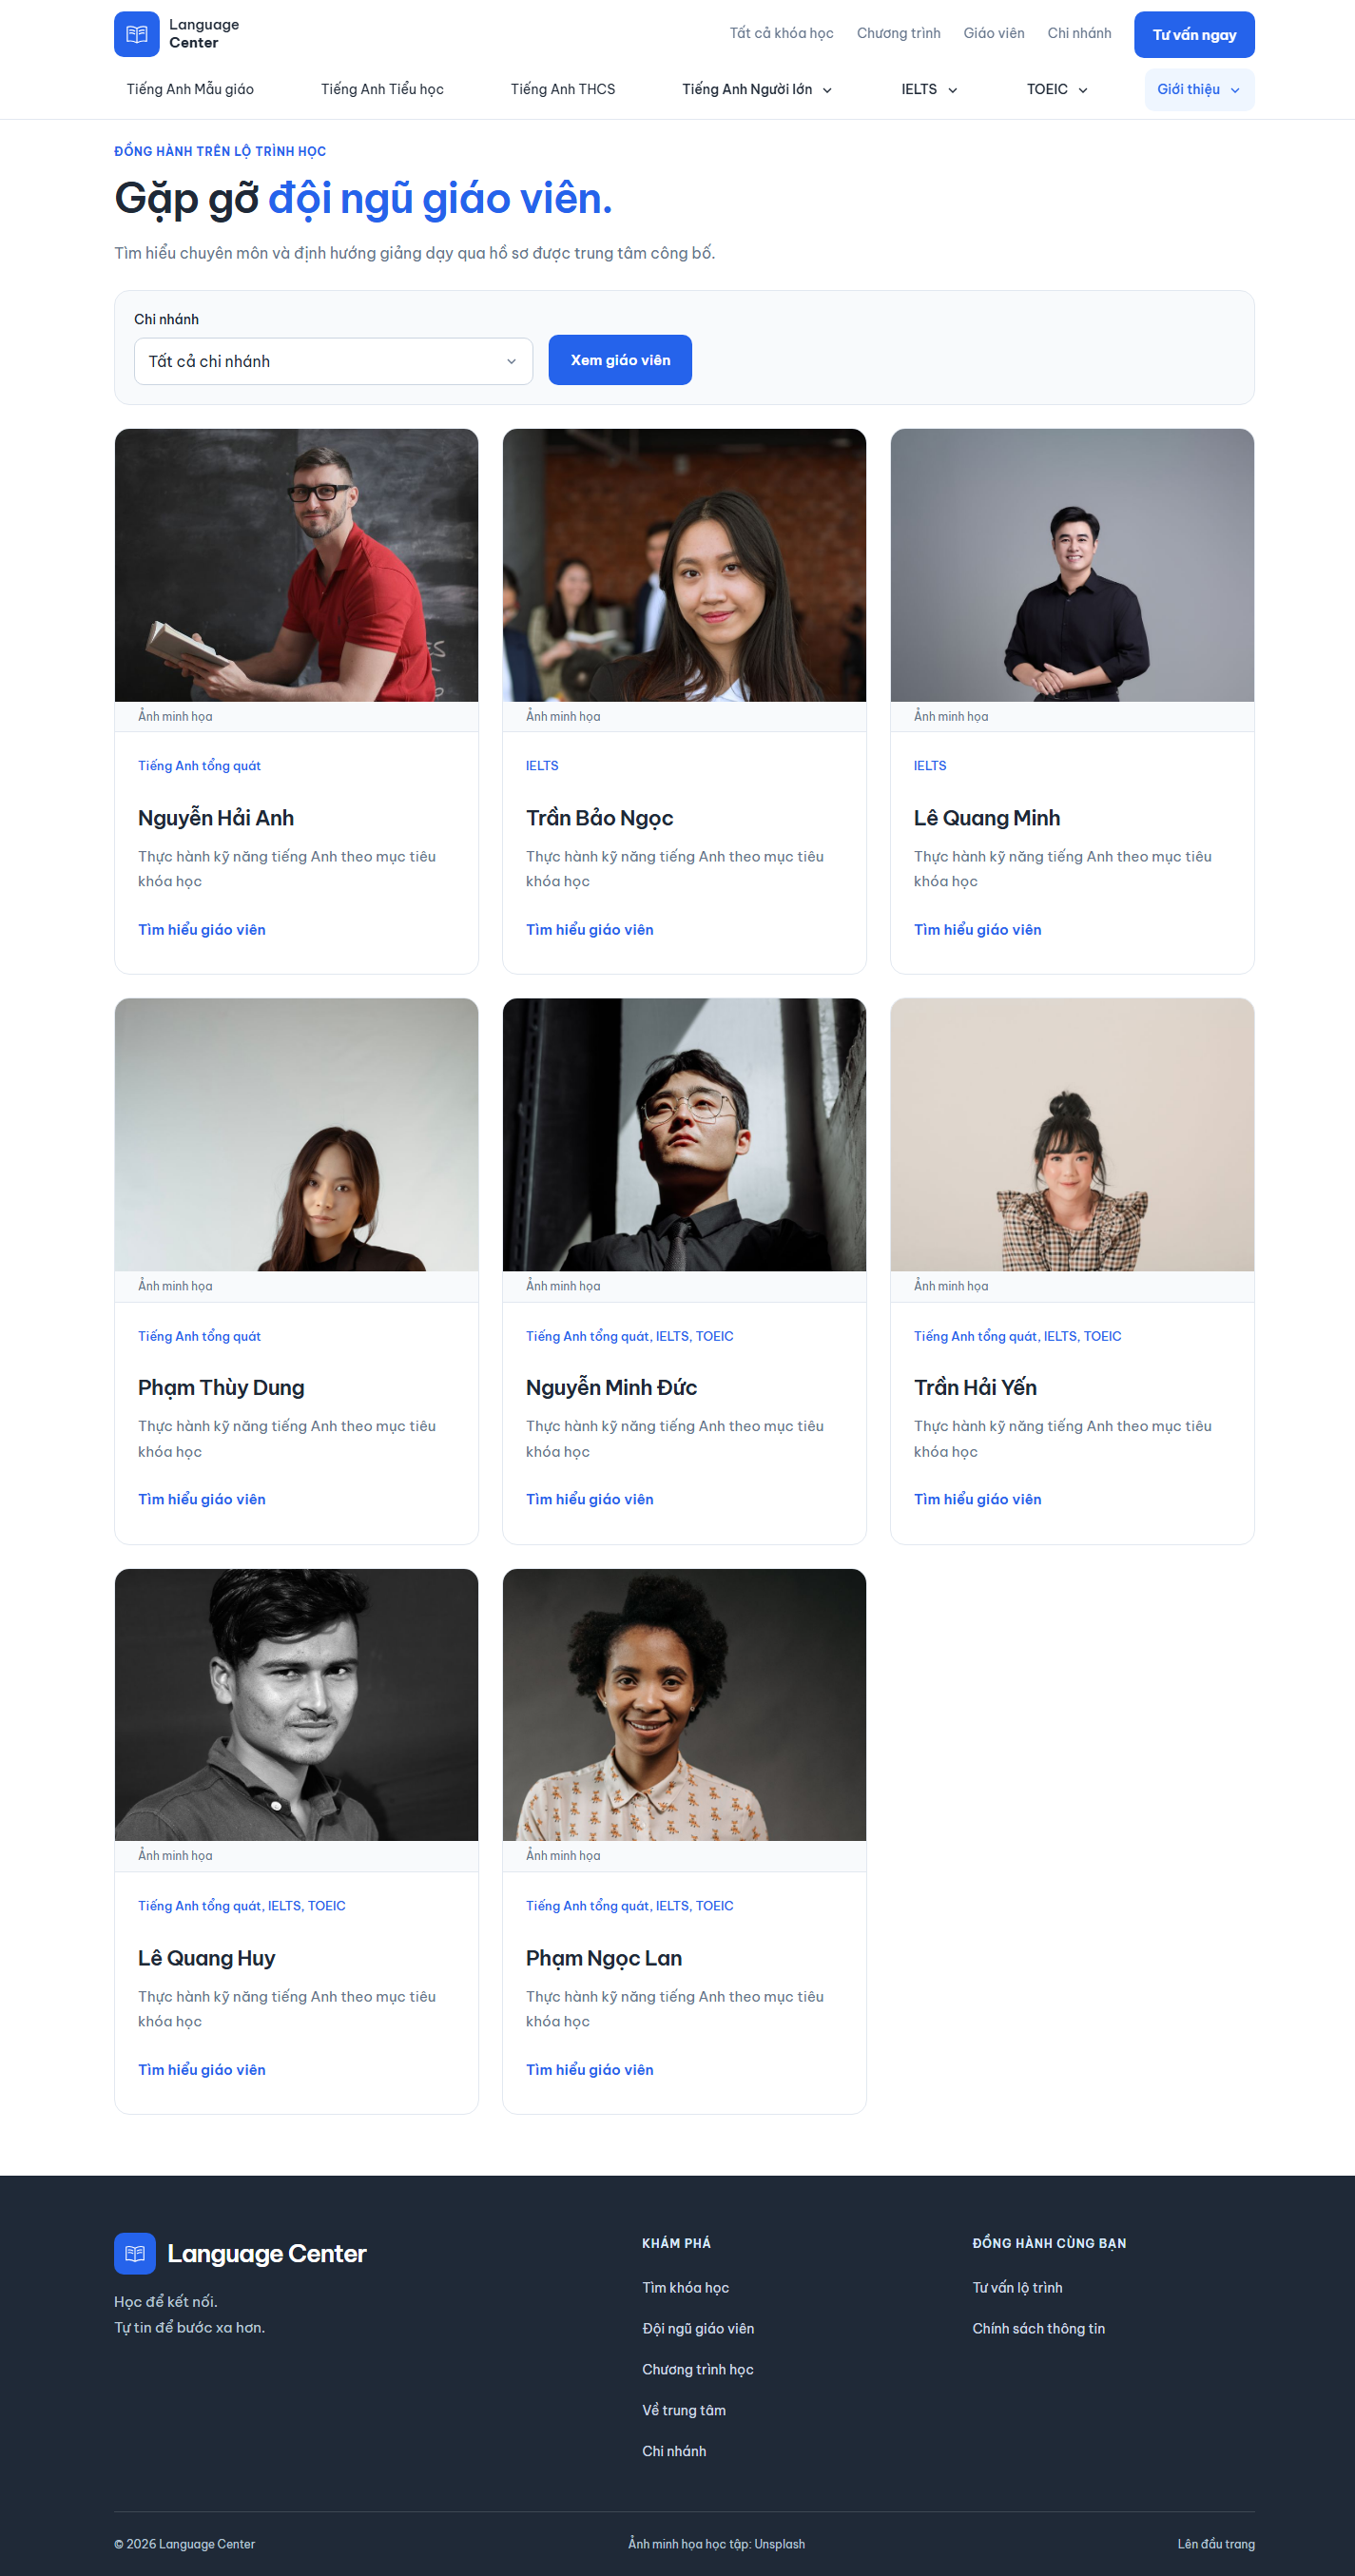 Language
Center
Tất cả khóa học
Chương trình
Giáo viên
Chi nhánh
Tư vấn ngay
Tiếng Anh Mẫu giáo
Tiếng Anh Tiểu học
Tiếng Anh THCS
Tiếng Anh Người lớn
IELTS
TOEIC
Giới thiệu
ĐỒNG HÀNH TRÊN LỘ TRÌNH HỌC
Gặp gỡ đội ngũ giáo viên.
Tìm hiểu chuyên môn và định hướng giảng dạy qua hồ sơ được trung tâm công bố.
Chi nhánh
Tất cả chi nhánh
Xem giáo viên
Ảnh minh họa
Tiếng Anh tổng quát
Nguyễn Hải Anh
Thực hành kỹ năng tiếng Anh theo mục tiêu
khóa học
Tìm hiểu giáo viên
Ảnh minh họa
IELTS
Trần Bảo Ngọc
Thực hành kỹ năng tiếng Anh theo mục tiêu
khóa học
Tìm hiểu giáo viên
Ảnh minh họa
IELTS
Lê Quang Minh
Thực hành kỹ năng tiếng Anh theo mục tiêu
khóa học
Tìm hiểu giáo viên
Ảnh minh họa
Tiếng Anh tổng quát
Phạm Thùy Dung
Thực hành kỹ năng tiếng Anh theo mục tiêu
khóa học
Tìm hiểu giáo viên
Ảnh minh họa
Tiếng Anh tổng quát, IELTS, TOEIC
Nguyễn Minh Đức
Thực hành kỹ năng tiếng Anh theo mục tiêu
khóa học
Tìm hiểu giáo viên
Ảnh minh họa
Tiếng Anh tổng quát, IELTS, TOEIC
Trần Hải Yến
Thực hành kỹ năng tiếng Anh theo mục tiêu
khóa học
Tìm hiểu giáo viên
Ảnh minh họa
Tiếng Anh tổng quát, IELTS, TOEIC
Lê Quang Huy
Thực hành kỹ năng tiếng Anh theo mục tiêu
khóa học
Tìm hiểu giáo viên
Ảnh minh họa
Tiếng Anh tổng quát, IELTS, TOEIC
Phạm Ngọc Lan
Thực hành kỹ năng tiếng Anh theo mục tiêu
khóa học
Tìm hiểu giáo viên
Language Center
Học để kết nối.
Tự tin để bước xa hơn.
KHÁM PHÁ
Tìm khóa học
Đội ngũ giáo viên
Chương trình học
Về trung tâm
Chi nhánh
ĐỒNG HÀNH CÙNG BẠN
Tư vấn lộ trình
Chính sách thông tin
© 2026 Language Center
Ảnh minh họa học tập: Unsplash
Lên đầu trang